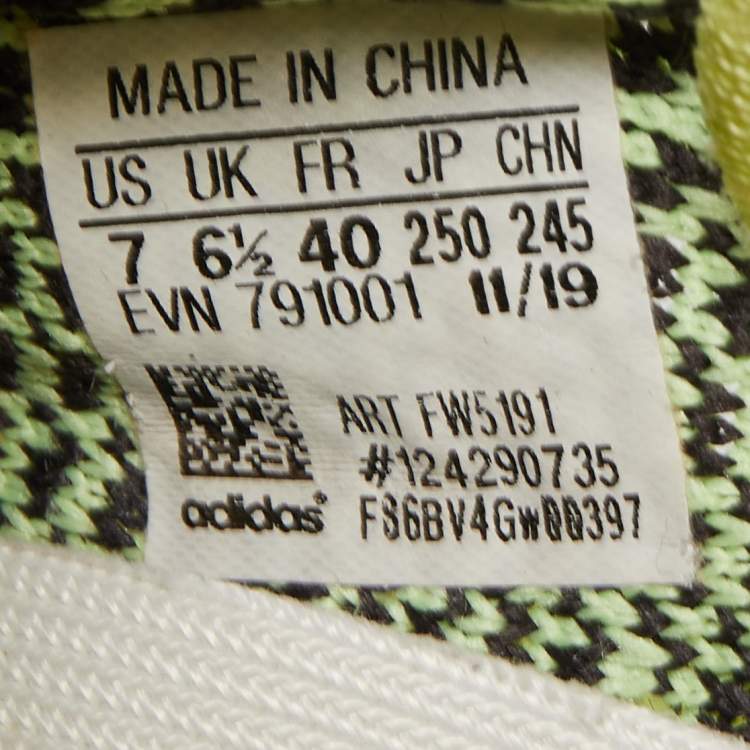 MADE IN CHINA
US UK FR JP CHN
7 6½ 40 250 245
EVN 791001 11/19
ART FW5191
#124290735
adidas®